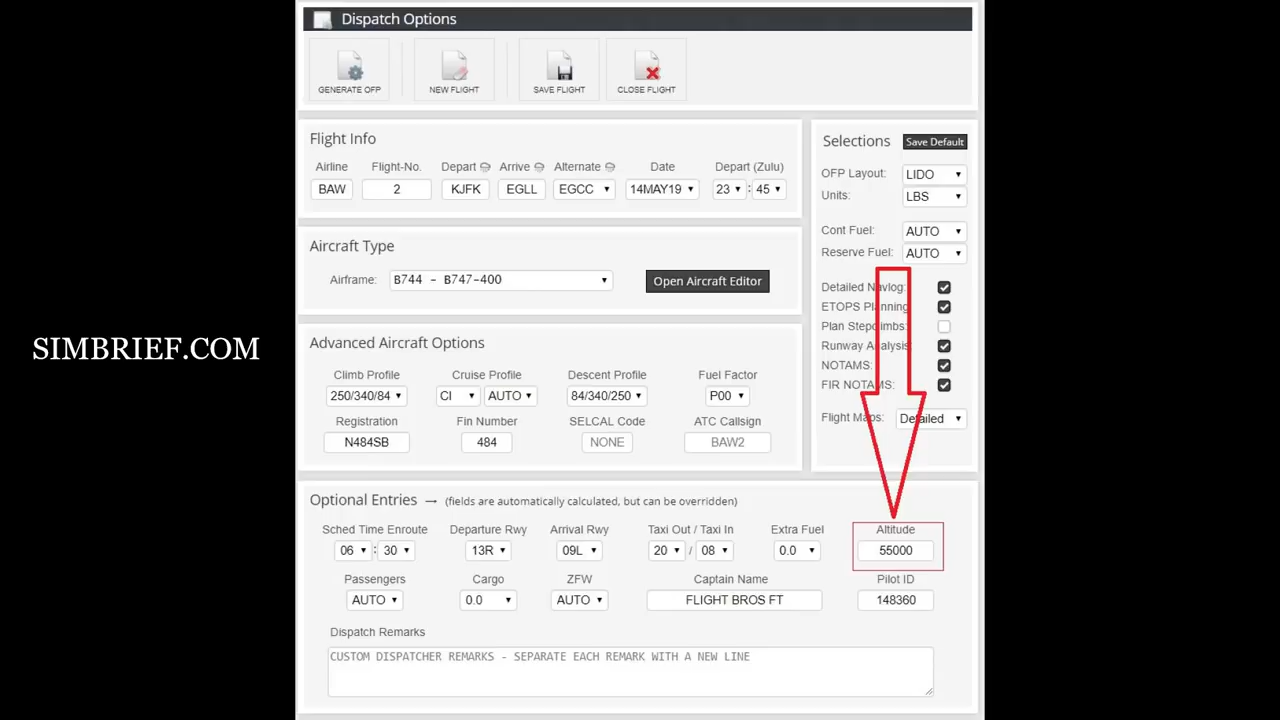 Dispatch Options
GENERATE OFP NEW FLIGHT SAVE FLIGHT CLOSE FLIGHT
Flight Info
Airline Flight-No. Depart Arrive Alternate Date Depart (Zulu)
BAW 2 KJFK EGLL EGCC 14MAY19 23 : 45
Aircraft Type
Airframe: B744 - B747-400 Open Aircraft Editor
Advanced Aircraft Options
Climb Profile Cruise Profile Descent Profile Fuel Factor
250/340/84 CI AUTO 84/340/250 P00
Registration Fin Number SELCAL Code ATC Callsign
N484SB 484 NONE BAW2
Selections Save Default
OFP Layout: LIDO
Units: LBS
Cont Fuel: AUTO
Reserve Fuel: AUTO
Detailed Navlog:
ETOPS Planning:
Plan Stepclimbs:
Runway Analysis:
NOTAMS:
FIR NOTAMS:
Flight Maps: Detailed
SIMBRIEF.COM
Optional Entries → (fields are automatically calculated, but can be overridden)
Sched Time Enroute Departure Rwy Arrival Rwy Taxi Out / Taxi In Extra Fuel Altitude
06 : 30 13R 09L 20 / 08 0.0 55000
Passengers Cargo ZFW Captain Name Pilot ID
AUTO 0.0 AUTO FLIGHT BROS FT 148360
Dispatch Remarks
CUSTOM DISPATCHER REMARKS - SEPARATE EACH REMARK WITH A NEW LINE